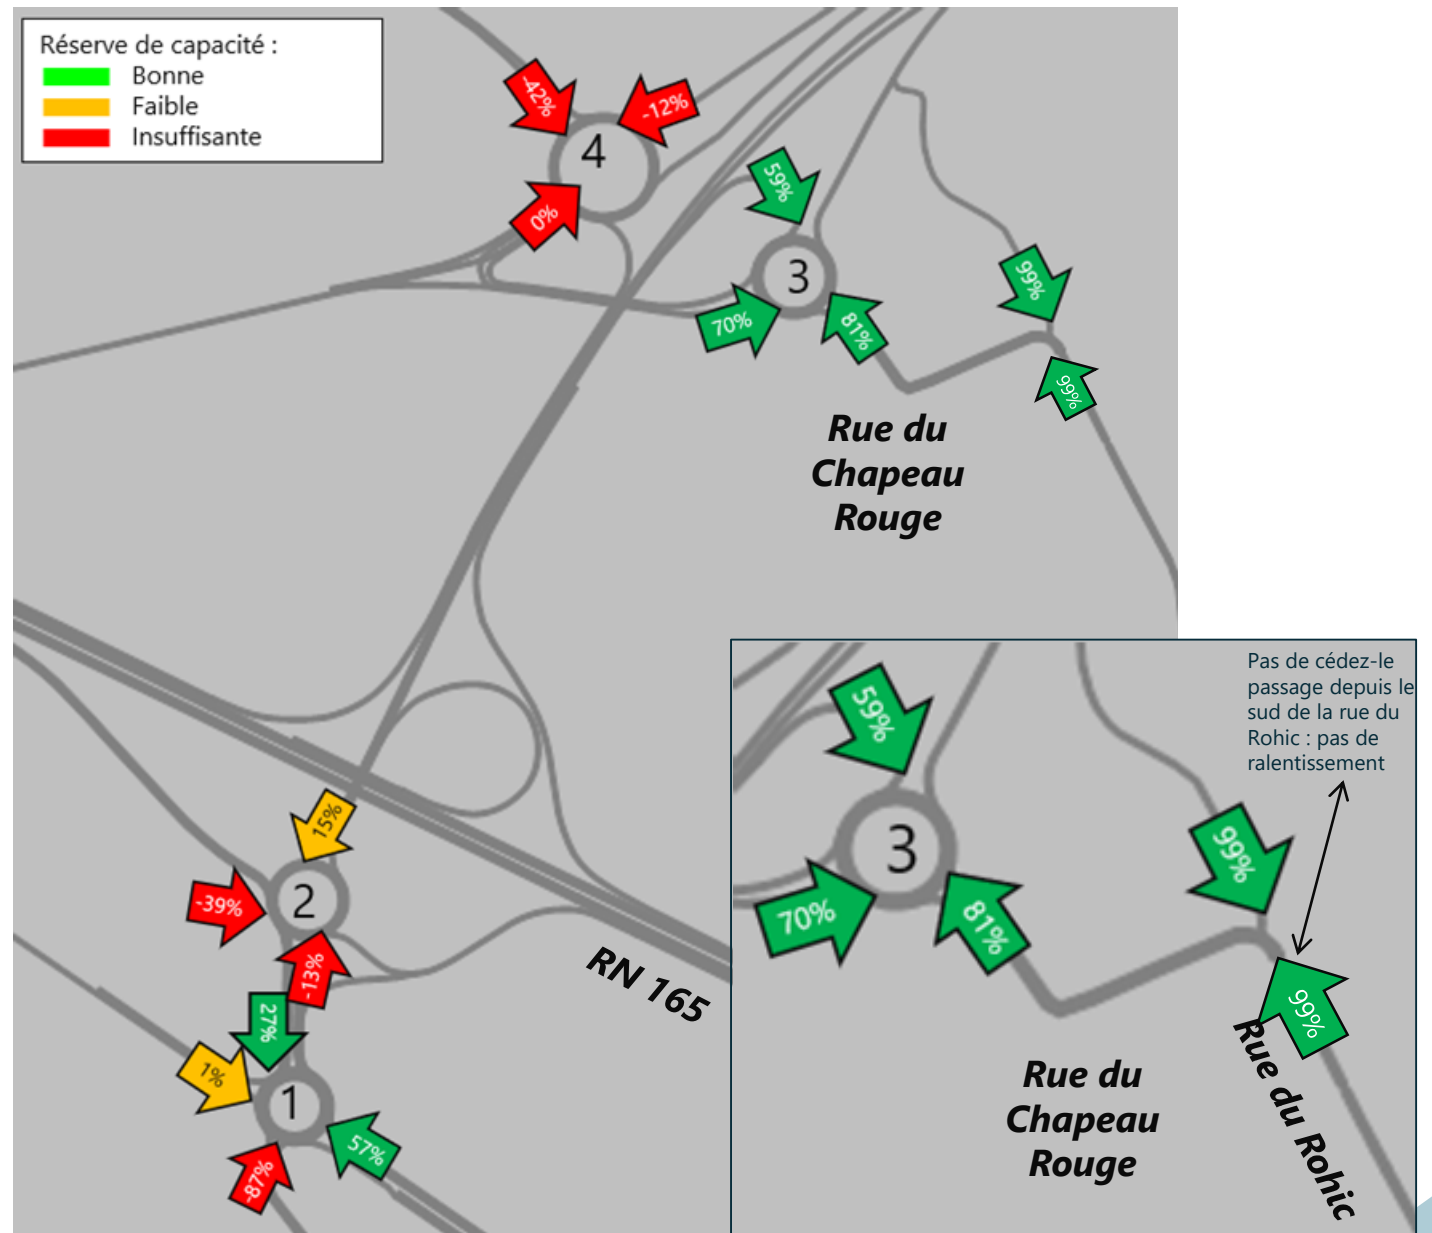 Réserve de capacité :
Bonne
Faible
Insuffisante
-42%
-12%
4
0%
59%
3
70%
81%
99%
99%
Rue du
Chapeau
Rouge
15%
-39%
2
-13%
27%
1%
1
57%
-87%
RN 165
Pas de cédez-le
passage depuis le
sud de la rue du
Rohic : pas de
ralentissement
59%
3
70%
81%
99%
99%
Rue du
Chapeau
Rouge
Rue du Rohic